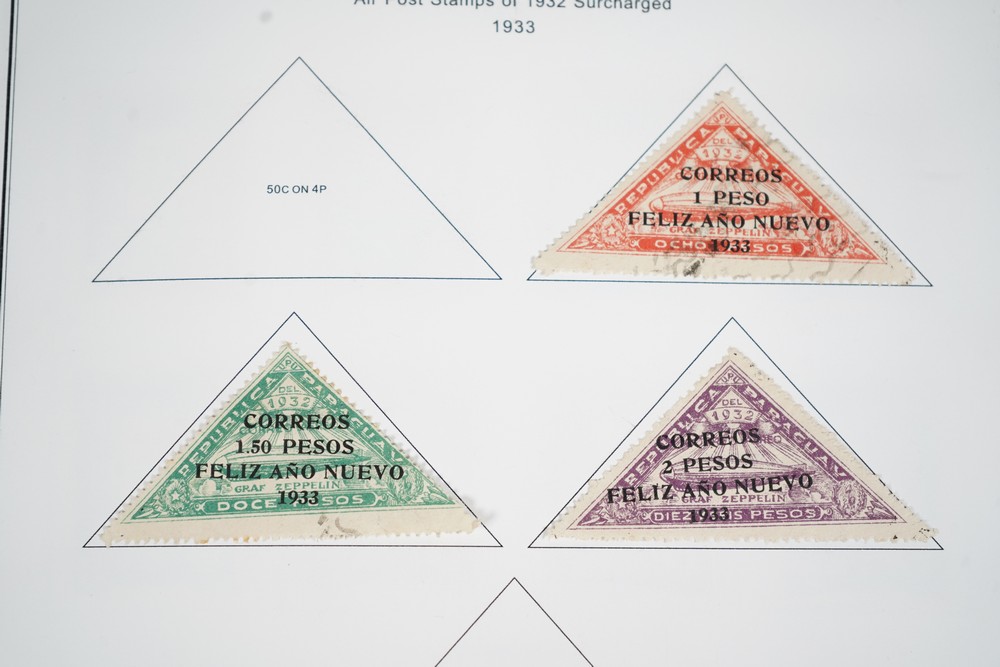 Air Post Stamps of 1932 Surcharged
1933
50C ON 4P
UPU
REPUBLICA PARAGUAY
DEL
1932
CORREOS
1 PESO
FELIZ AÑO NUEVO
GRAF ZEPPELIN
1933
OCHO PESOS
UPU
REPUBLICA PARAGUAY
DEL
1932
CORREOS
1.50 PESOS
FELIZ AÑO NUEVO
GRAF ZEPPELIN
1933
DOCE PESOS
UPU
REPUBLICA PARAGUAY
DEL
1932
CORREOS
2 PESOS
FELIZ AÑO NUEVO
GRAF ZEPPELIN
1933
DIEZ SEIS PESOS